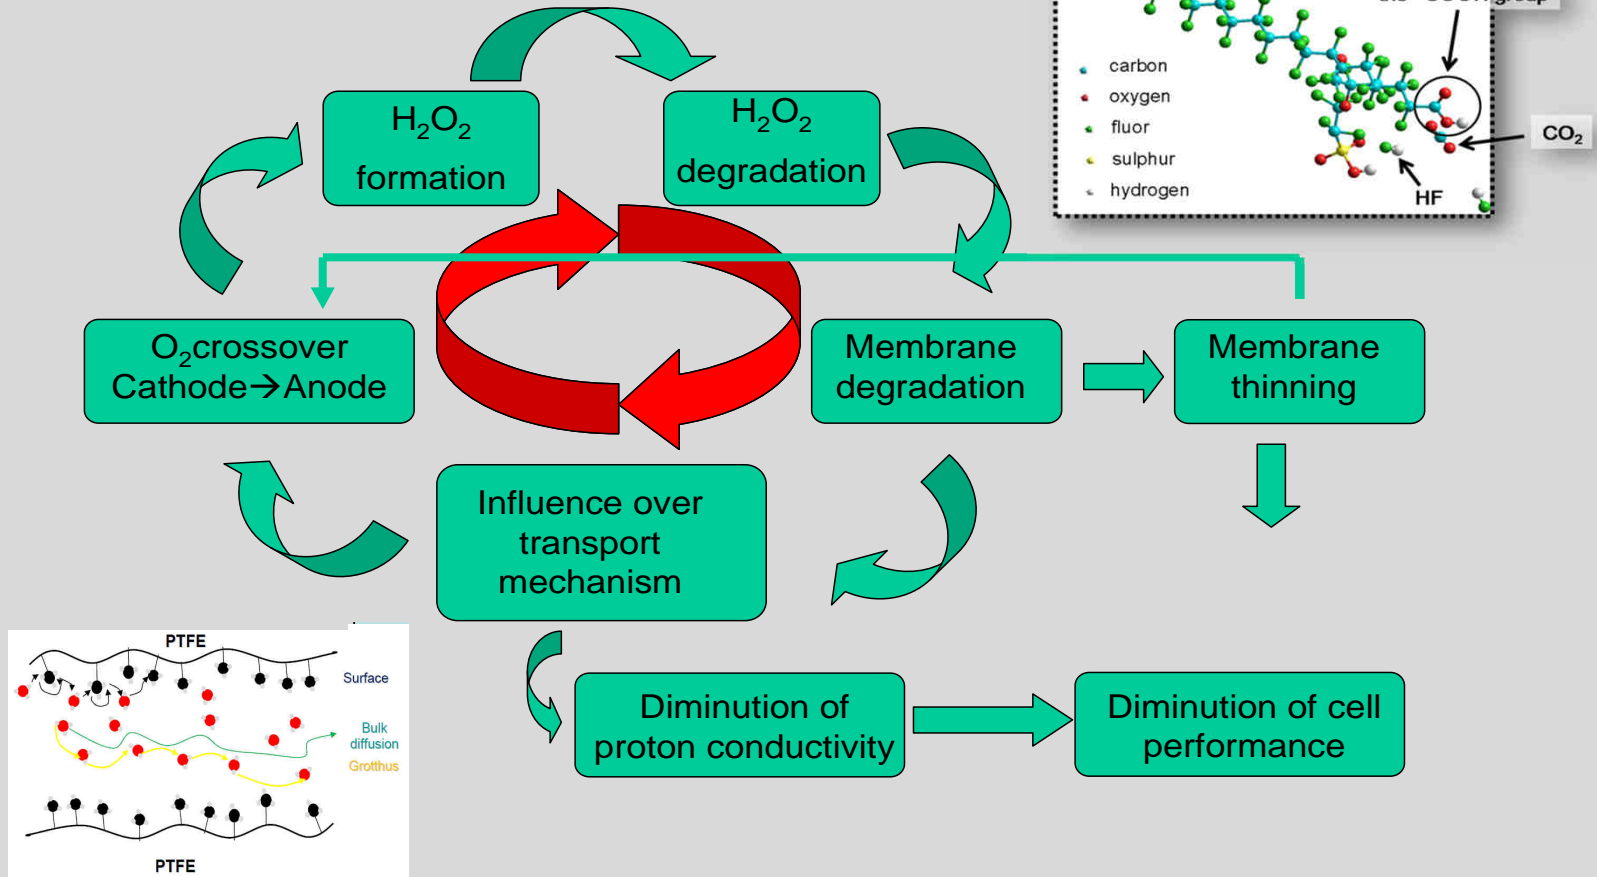 group
carbon
oxygen
fluor
sulphur
hydrogen
CO₂
HF
H₂O₂
formation
H₂O₂
degradation
O₂crossover
Cathode→Anode
Membrane
degradation
Membrane
thinning
Influence over
transport
mechanism
Diminution of
proton conductivity
Diminution of cell
performance
PTFE
Surface
Bulk
diffusion
Grotthus
PTFE